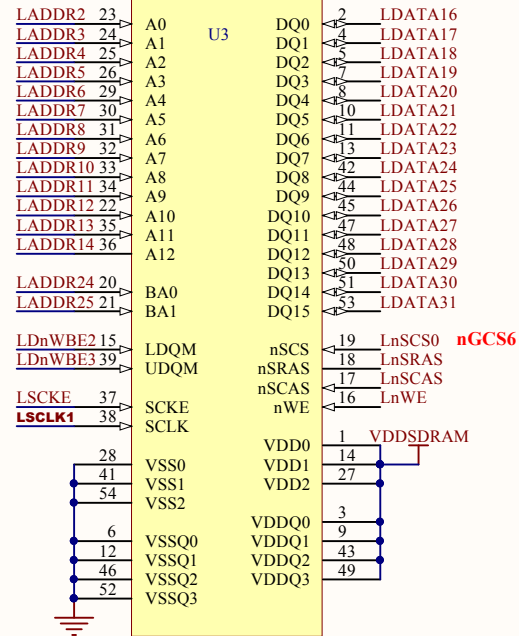 LADDR2 23 A0 U3 DQ0 2 LDATA16
LADDR3 24 A1 DQ1 4 LDATA17
LADDR4 25 A2 DQ2 5 LDATA18
LADDR5 26 A3 DQ3 7 LDATA19
LADDR6 29 A4 DQ4 8 LDATA20
LADDR7 30 A5 DQ5 10 LDATA21
LADDR8 31 A6 DQ6 11 LDATA22
LADDR9 32 A7 DQ7 13 LDATA23
LADDR10 33 A8 DQ8 42 LDATA24
LADDR11 34 A9 DQ9 44 LDATA25
LADDR12 22 A10 DQ10 45 LDATA26
LADDR13 35 A11 DQ11 47 LDATA27
LADDR14 36 A12 DQ12 48 LDATA28
DQ13 50 LDATA29
LADDR24 20 BA0 DQ14 51 LDATA30
LADDR25 21 BA1 DQ15 53 LDATA31
LDnWBE2 15 LDQM nSCS 19 LnSCS0 nGCS6
LDnWBE3 39 UDQM nSRAS 18 LnSRAS
nSCAS 17 LnSCAS
LSCKE 37 SCKE nWE 16 LnWE
LSCLK1 38 SCLK
VDD0 1 VDDSDRAM
28 VSS0 VDD1 14
41 VSS1 VDD2 27
54 VSS2
VDDQ0 3
6 VSSQ0 VDDQ1 9
12 VSSQ1 VDDQ2 43
46 VSSQ2 VDDQ3 49
52 VSSQ3